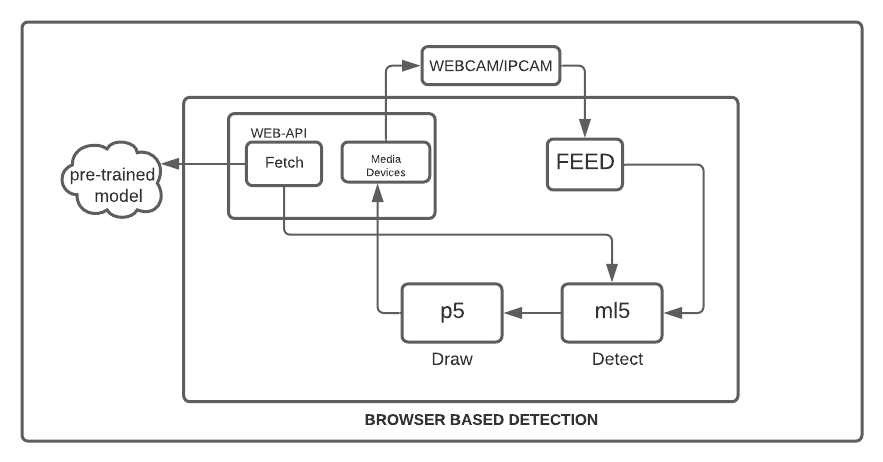 WEBCAM/IPCAM
WEB-API
Fetch
Media
Devices
FEED
pre-trained
model
p5
ml5
Draw
Detect
BROWSER BASED DETECTION